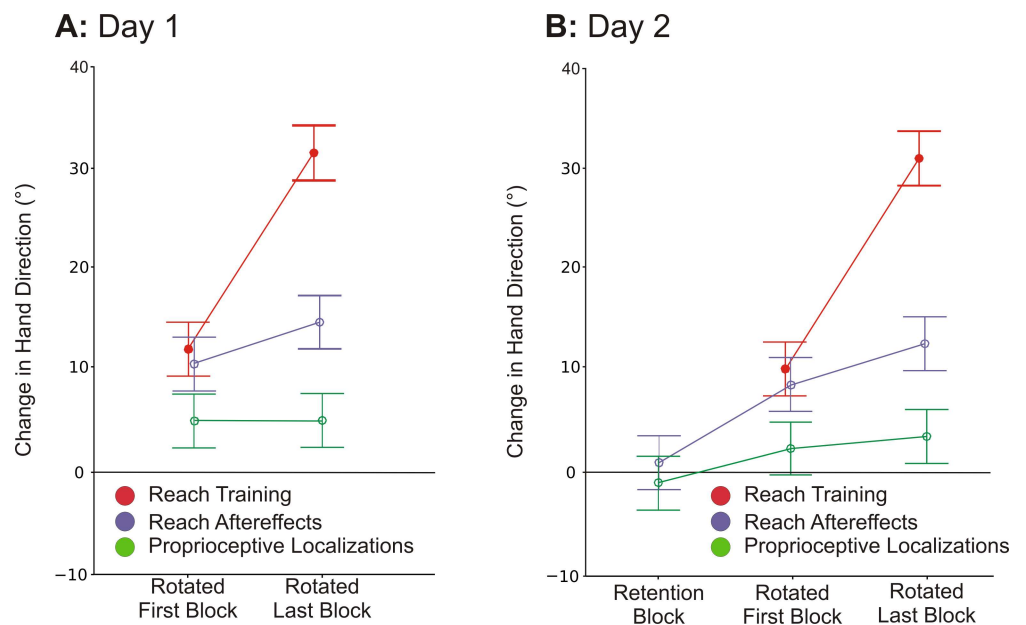 A: Day 1
40
30
20
10
0
−10
Change in Hand Direction (°)
Reach Training
Reach Aftereffects
Proprioceptive Localizations
Rotated
First Block
Rotated
Last Block
B: Day 2
40
30
20
10
0
−10
Change in Hand Direction (°)
Reach Training
Reach Aftereffects
Proprioceptive Localizations
Retention
Block
Rotated
First Block
Rotated
Last Block